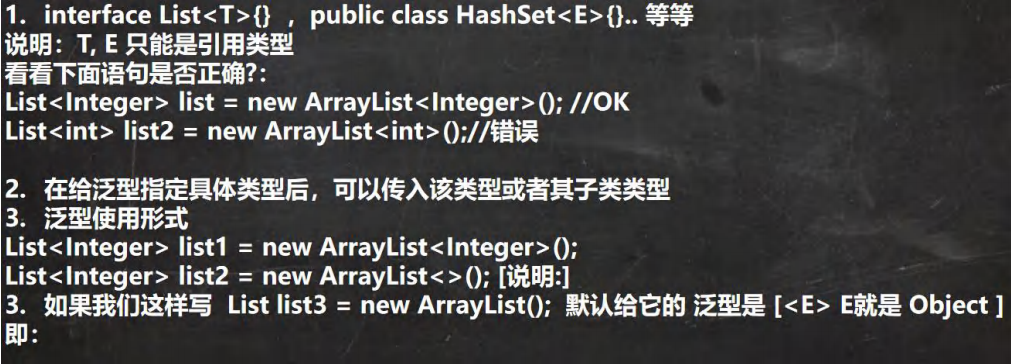 1. interface List<T>{} , public class HashSet<E>{}.. 等等
说明: T, E 只能是引用类型
看看下面语句是否正确?:
List<Integer> list = new ArrayList<Integer>(); //OK
List<int> list2 = new ArrayList<int>();//错误
2. 在给泛型指定具体类型后，可以传入该类型或者其子类类型
3. 泛型使用形式
List<Integer> list1 = new ArrayList<Integer>();
List<Integer> list2 = new ArrayList<>(); [说明:]
3. 如果我们这样写 List list3 = new ArrayList(); 默认给它的 泛型是 [<E> E就是 Object ]
即: